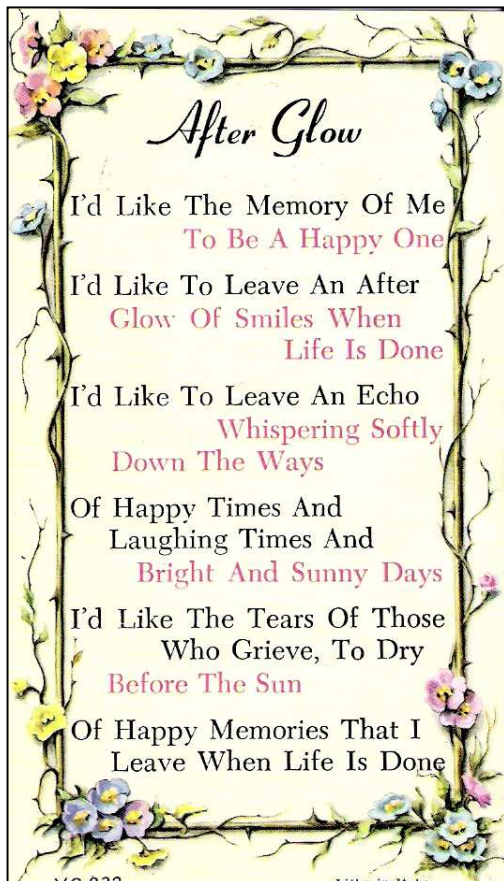 After Glow
I'd Like The Memory Of Me
To Be A Happy One
I'd Like To Leave An After
Glow Of Smiles When
Life Is Done
I'd Like To Leave An Echo
Whispering Softly
Down The Ways
Of Happy Times And
Laughing Times And
Bright And Sunny Days
I'd Like The Tears Of Those
Who Grieve, To Dry
Before The Sun
Of Happy Memories That I
Leave When Life Is Done